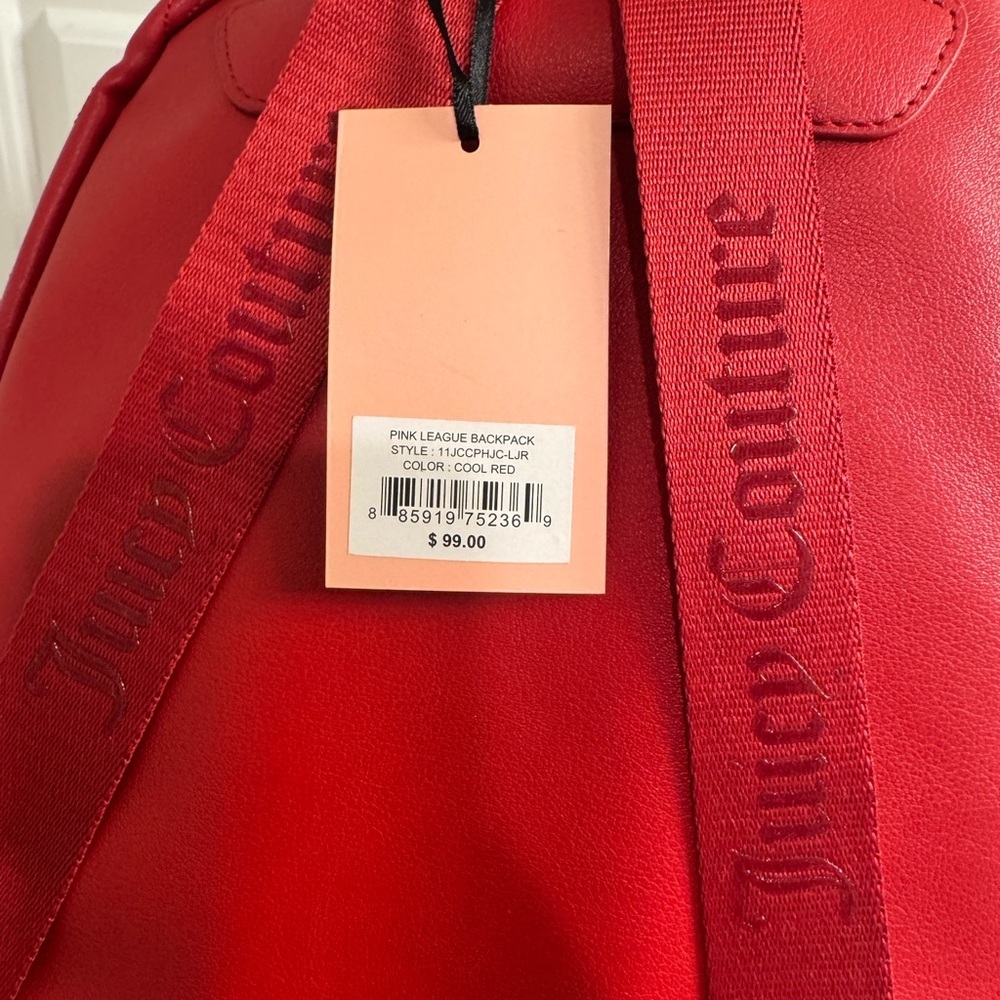 Juicy Couture
PINK LEAGUE BACKPACK
STYLE : 11JCCPHJC-LJR
COLOR : COOL RED
8 85919 75236 9
$ 99.00
Juicy Couture